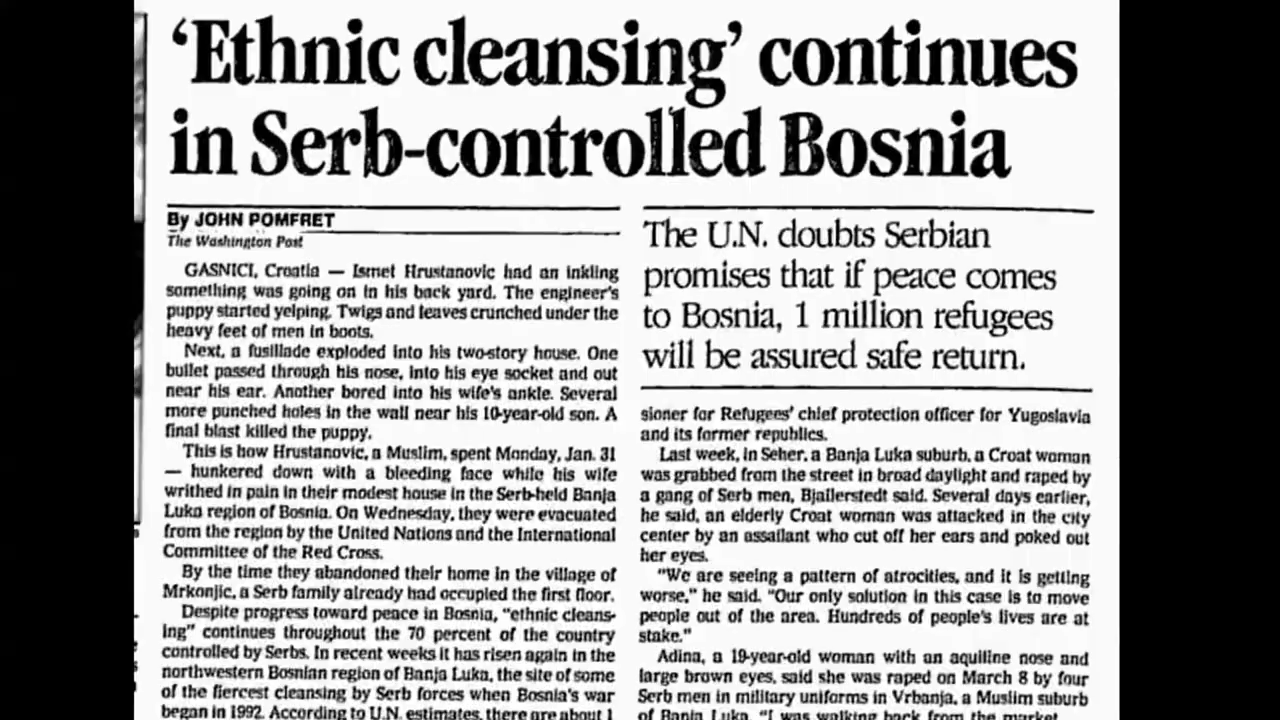 ‘Ethnic cleansing’ continues
in Serb-controlled Bosnia
By JOHN POMFRET
The Washington Post
GASNICI, Croatia — Ismet Hrustanovic had an inkling
something was going on in his back yard. The engineer's
puppy started yelping. Twigs and leaves crunched under the
heavy feet of men in boots.
Next, a fusillade exploded into his two-story house. One
bullet passed through his nose, into his eye socket and out
near his ear. Another bored into his wife's ankle. Several
more punched holes in the wall near his 10-year-old son. A
final blast killed the puppy.
This is how Hrustanovic, a Muslim, spent Monday, Jan. 31
— hunkered down with a bleeding face while his wife
writhed in pain in their modest house in the Serb-held Banja
Luka region of Bosnia. On Wednesday, they were evacuated
from the region by the United Nations and the International
Committee of the Red Cross.
By the time they abandoned their home in the village of
Mrkonjic, a Serb family already had occupied the first floor.
Despite progress toward peace in Bosnia, "ethnic cleans-
ing" continues throughout the 70 percent of the country
controlled by Serbs. In recent weeks it has risen again in the
northwestern Bosnian region of Banja Luka, the site of some
of the fiercest cleansing by Serb forces when Bosnia's war
began in 1992. According to U.N. estimates, there are about 1
The U.N. doubts Serbian
promises that if peace comes
to Bosnia, 1 million refugees
will be assured safe return.
sioner for Refugees' chief protection officer for Yugoslavia
and its former republics.
Last week, in Seher, a Banja Luka suburb, a Croat woman
was grabbed from the street in broad daylight and raped by
a gang of Serb men, Bjallerstedt said. Several days earlier,
he said, an elderly Croat woman was attacked in the city
center by an assailant who cut off her ears and poked out
her eyes.
"We are seeing a pattern of atrocities, and it is getting
worse," he said. "Our only solution in this case is to move
people out of the area. Hundreds of people's lives are at
stake."
Adina, a 19-year-old woman with an aquiline nose and
large brown eyes, said she was raped on March 8 by four
Serb men in military uniforms in Vrbanja, a Muslim suburb
of Banja Luka. "I was walking back from the market